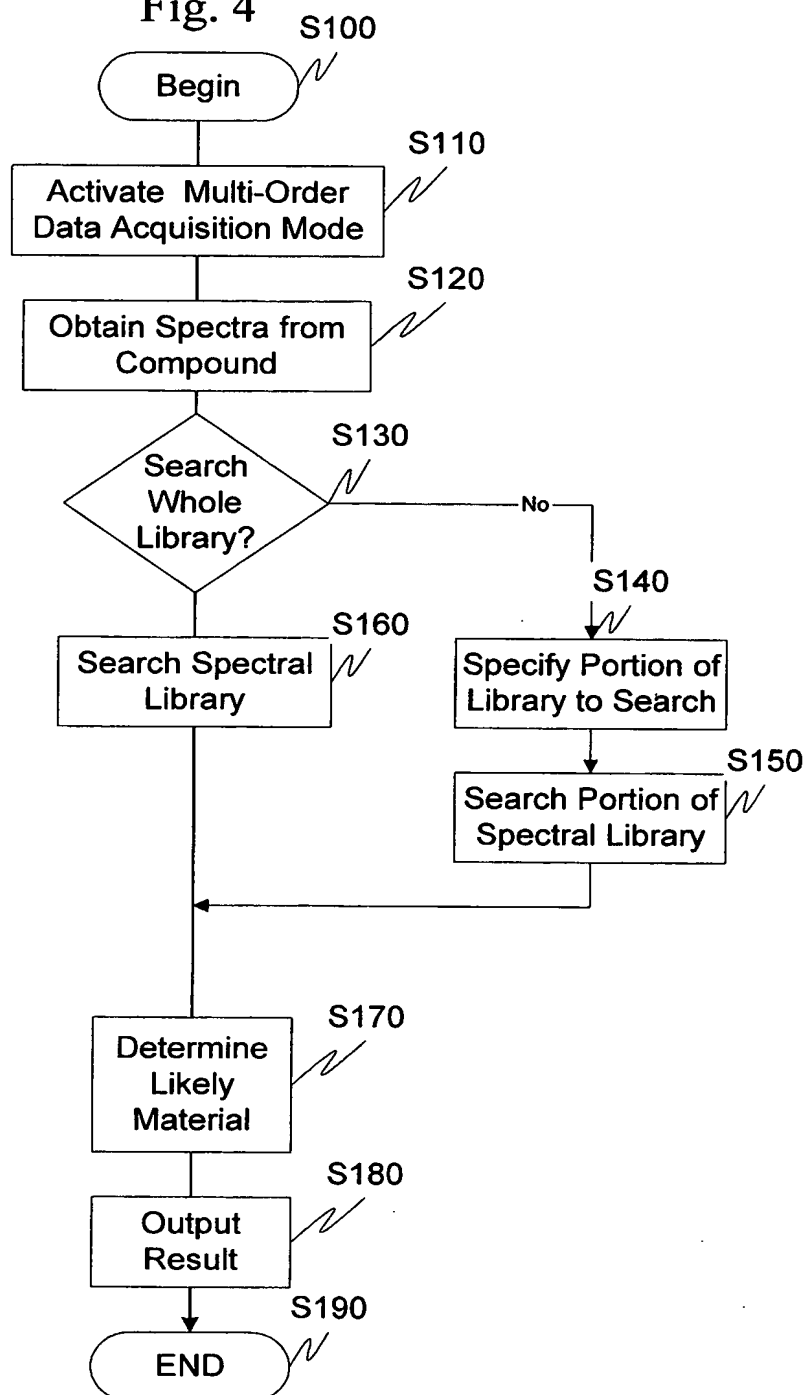 Fig. 4
S100
Begin
S110
Activate Multi-Order
Data Acquisition Mode
S120
Obtain Spectra from
Compound
S130
Search
Whole
Library?
No
S140
S160
Search Spectral
Library
Specify Portion of
Library to Search
S150
Search Portion of
Spectral Library
S170
Determine
Likely
Material
S180
Output
Result
S190
END